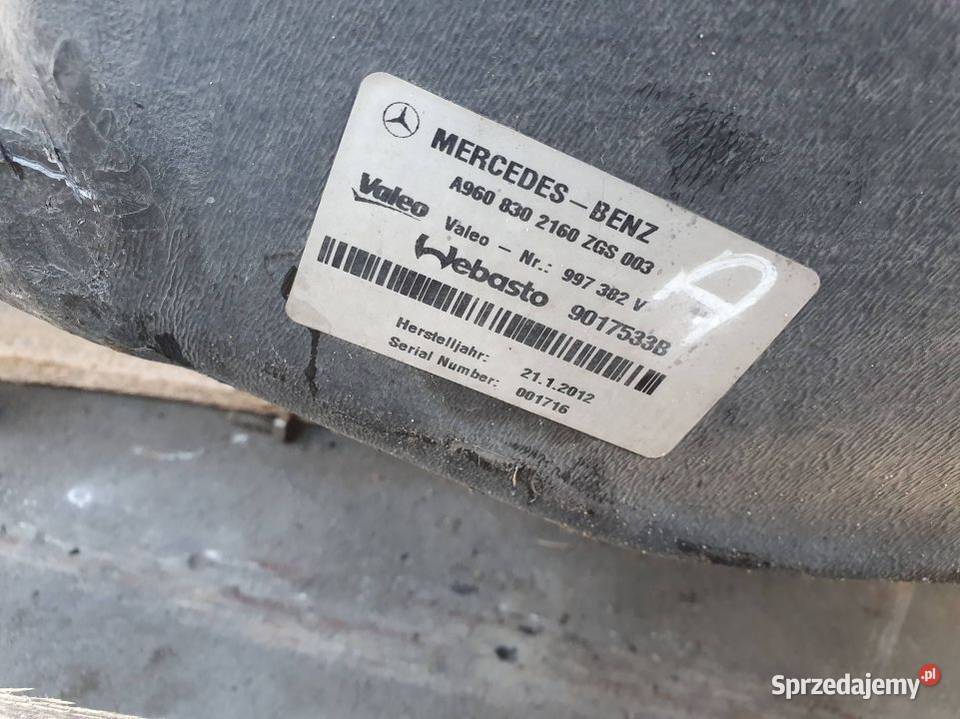 MERCEDES-BENZ
A960 830 2160 ZGS 003
Valeo
Valeo - Nr.: 997 382 V
Webasto 9017533B
Herstelljahr: 21.1.2012
Serial Number: 001716
A
Sprzedajemy.pl